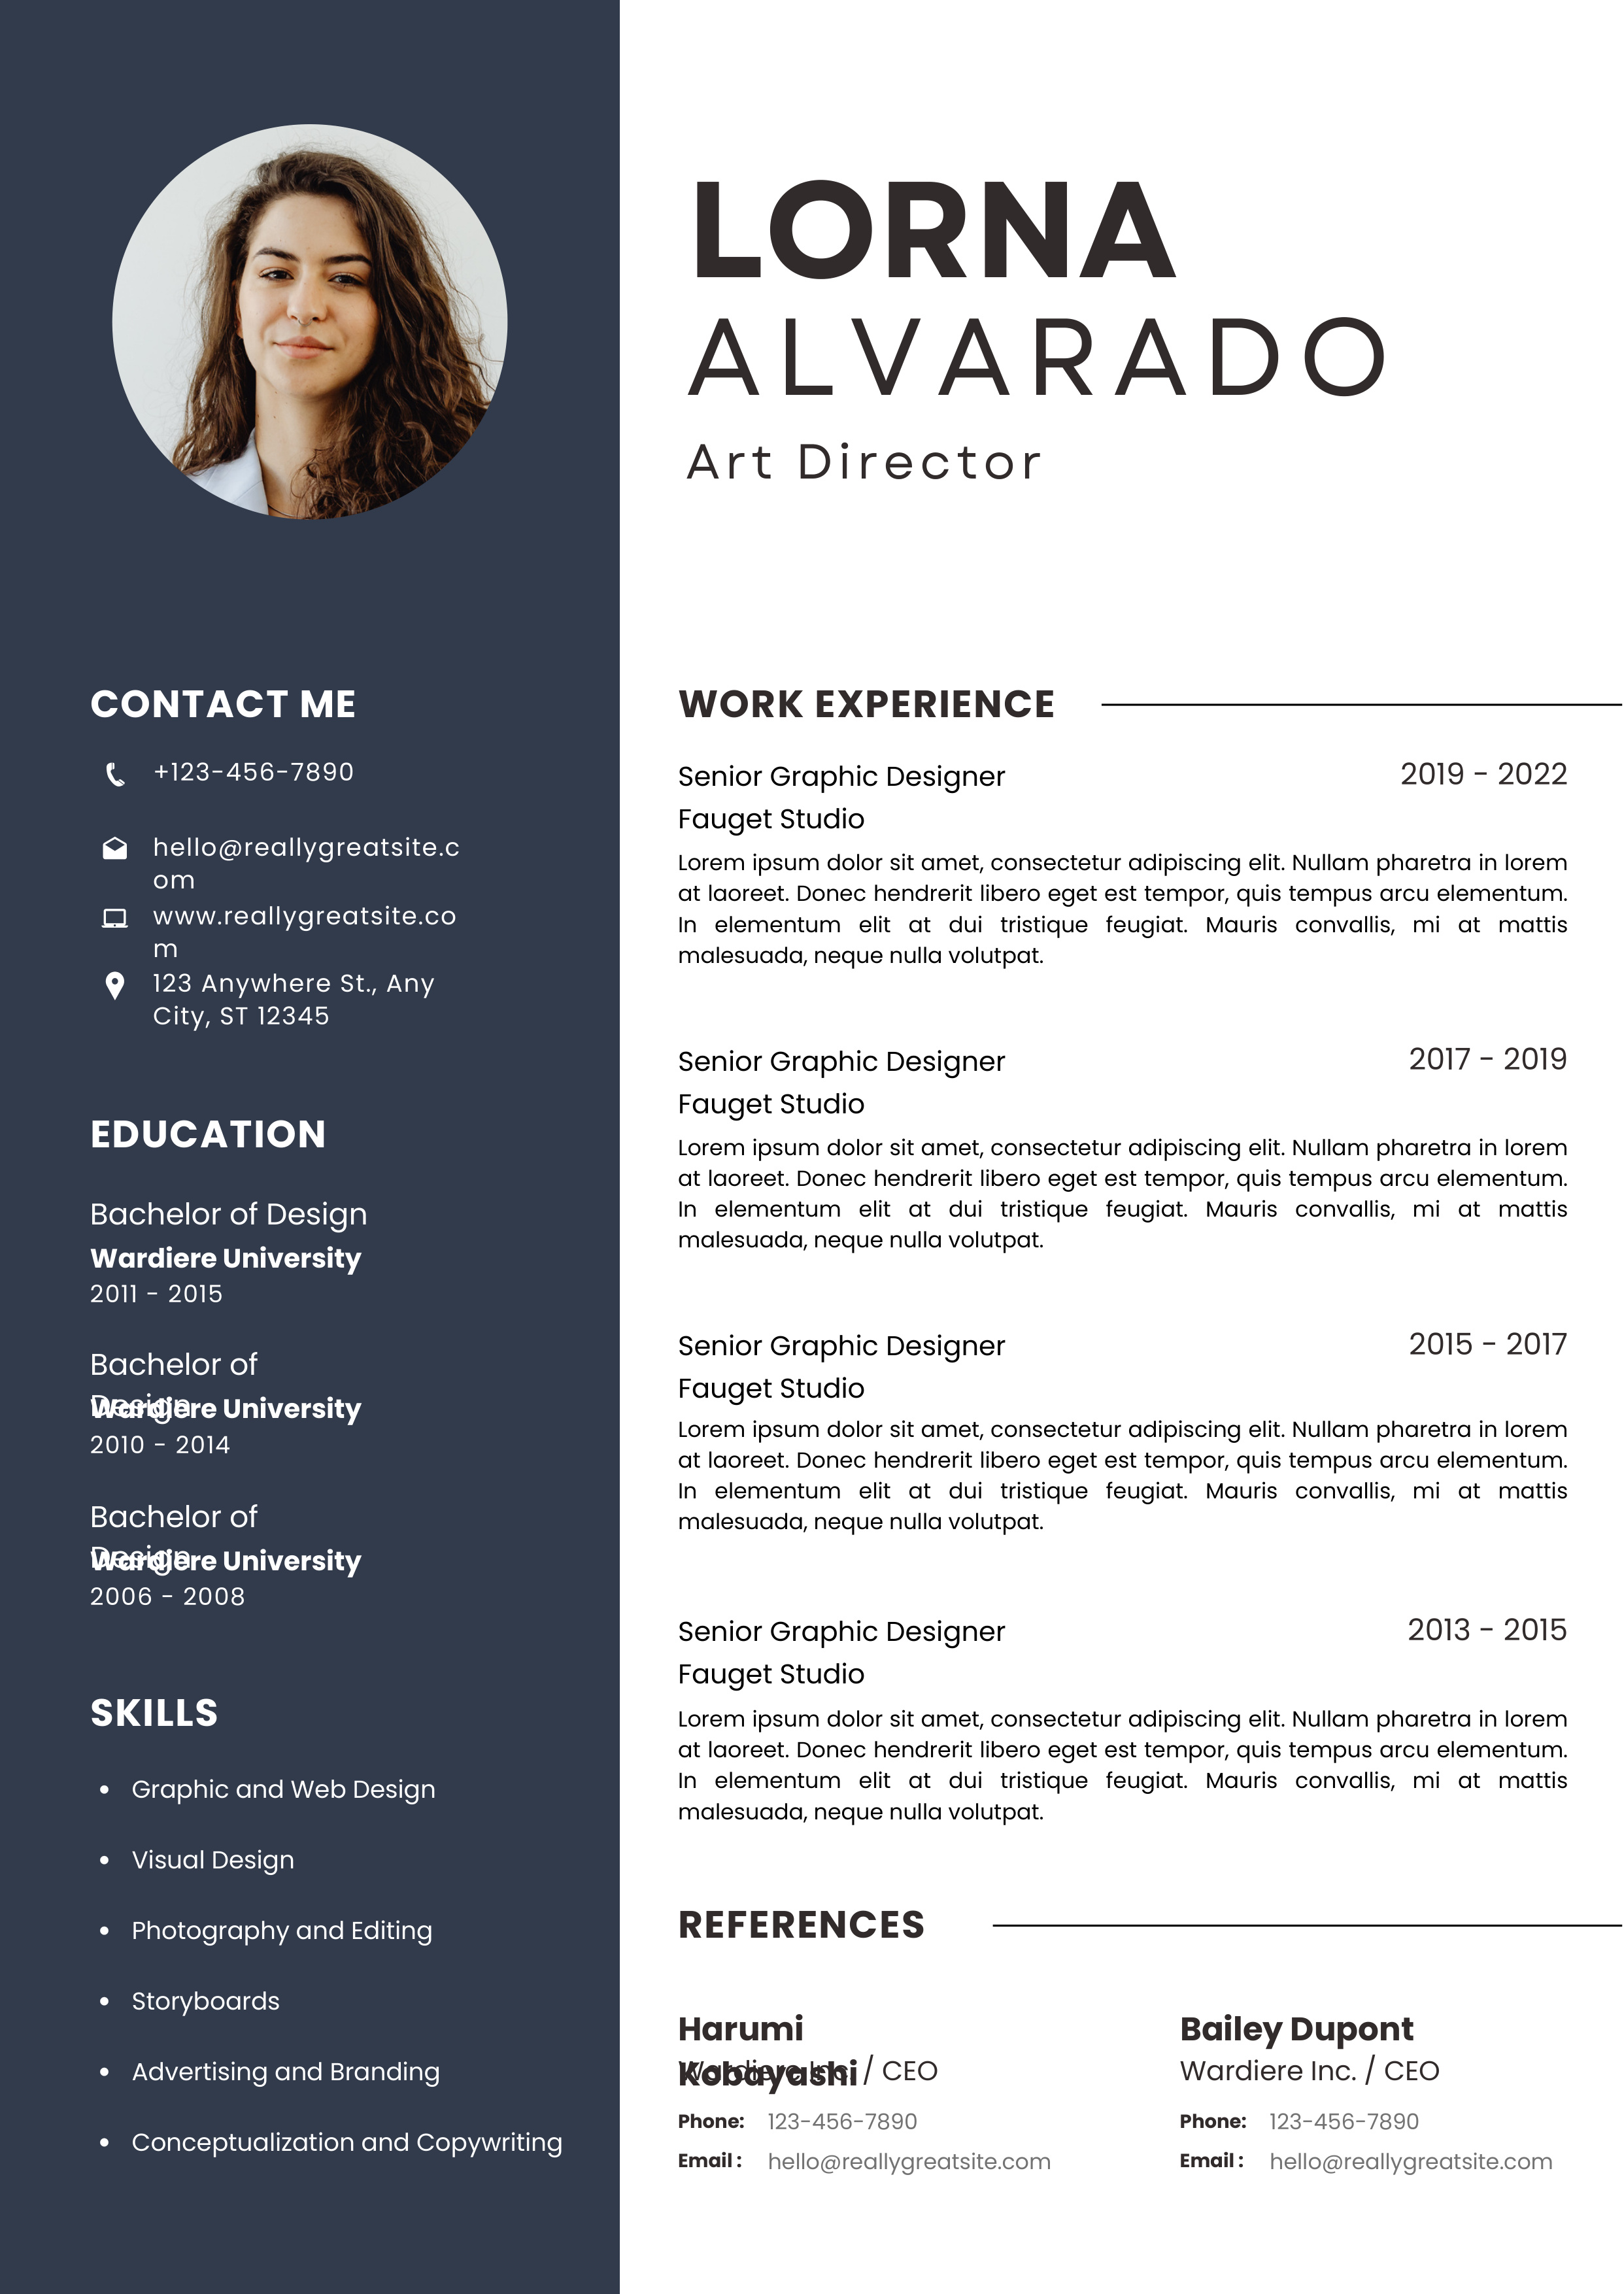 LORNA
ALVARADO
Art Director
CONTACT ME
+123-456-7890
hello@reallygreatsite.c
om
www.reallygreatsite.co
m
123 Anywhere St., Any
City, ST 12345
EDUCATION
Bachelor of Design
Wardiere University
2011 - 2015
Bachelor of
Design
Wardiere University
2010 - 2014
Bachelor of
Design
Wardiere University
2006 - 2008
SKILLS
• Graphic and Web Design
• Visual Design
• Photography and Editing
• Storyboards
• Advertising and Branding
• Conceptualization and Copywriting
WORK EXPERIENCE
Senior Graphic Designer 2019 - 2022
Fauget Studio
Lorem ipsum dolor sit amet, consectetur adipiscing elit. Nullam pharetra in lorem
at laoreet. Donec hendrerit libero eget est tempor, quis tempus arcu elementum.
In elementum elit at dui tristique feugiat. Mauris convallis, mi at mattis
malesuada, neque nulla volutpat.
Senior Graphic Designer 2017 - 2019
Fauget Studio
Lorem ipsum dolor sit amet, consectetur adipiscing elit. Nullam pharetra in lorem
at laoreet. Donec hendrerit libero eget est tempor, quis tempus arcu elementum.
In elementum elit at dui tristique feugiat. Mauris convallis, mi at mattis
malesuada, neque nulla volutpat.
Senior Graphic Designer 2015 - 2017
Fauget Studio
Lorem ipsum dolor sit amet, consectetur adipiscing elit. Nullam pharetra in lorem
at laoreet. Donec hendrerit libero eget est tempor, quis tempus arcu elementum.
In elementum elit at dui tristique feugiat. Mauris convallis, mi at mattis
malesuada, neque nulla volutpat.
Senior Graphic Designer 2013 - 2015
Fauget Studio
Lorem ipsum dolor sit amet, consectetur adipiscing elit. Nullam pharetra in lorem
at laoreet. Donec hendrerit libero eget est tempor, quis tempus arcu elementum.
In elementum elit at dui tristique feugiat. Mauris convallis, mi at mattis
malesuada, neque nulla volutpat.
REFERENCES
Harumi
Kobayashi
Wardiere Inc. / CEO
Phone: 123-456-7890
Email : hello@reallygreatsite.com
Bailey Dupont
Wardiere Inc. / CEO
Phone: 123-456-7890
Email : hello@reallygreatsite.com